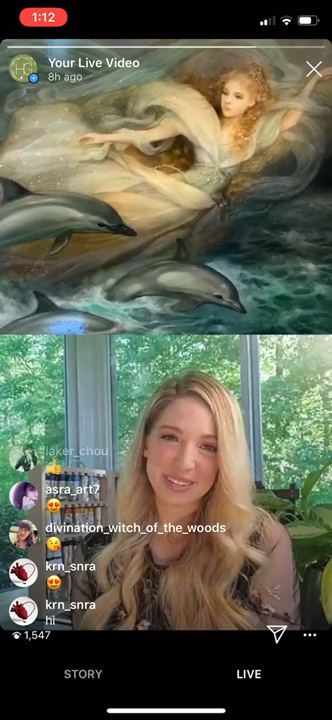 1:12
Your Live Video
8h ago
laker_chou
👍
asra_art7
😍
divination_witch_of_the_woods
😘
krn_snra
😍
krn_snra
hi
1,547
STORY
LIVE